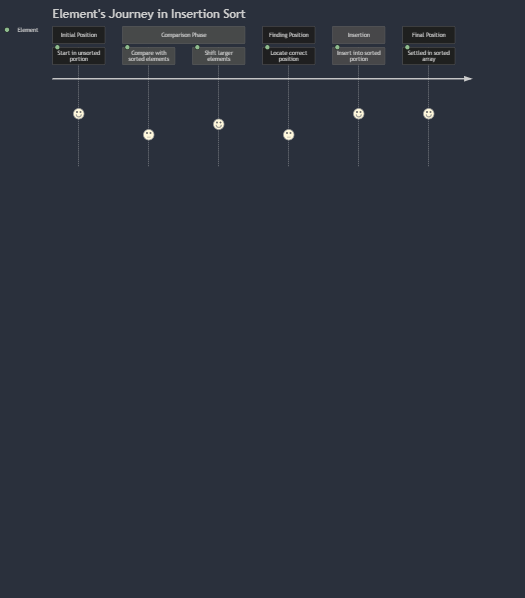 Element's Journey in Insertion Sort
Element
Initial Position
Comparison Phase
Finding Position
Insertion
Final Position
Start in unsorted
portion
Compare with
sorted elements
Shift larger
elements
Locate correct
position
Insert into sorted
portion
Settled in sorted
array